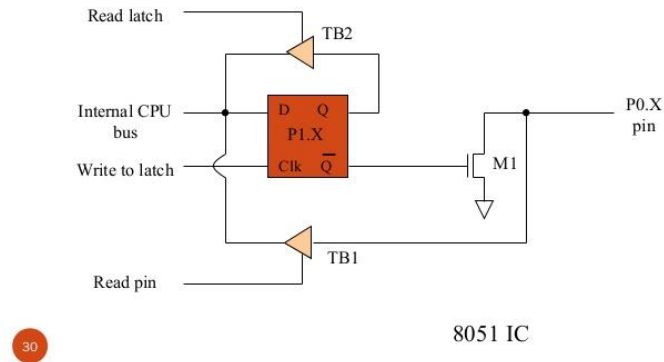 Read latch
TB2
Internal CPU
bus
D Q
P1.X
P0.X
pin
Write to latch
Clk Q̅
M1
TB1
Read pin
8051 IC
30